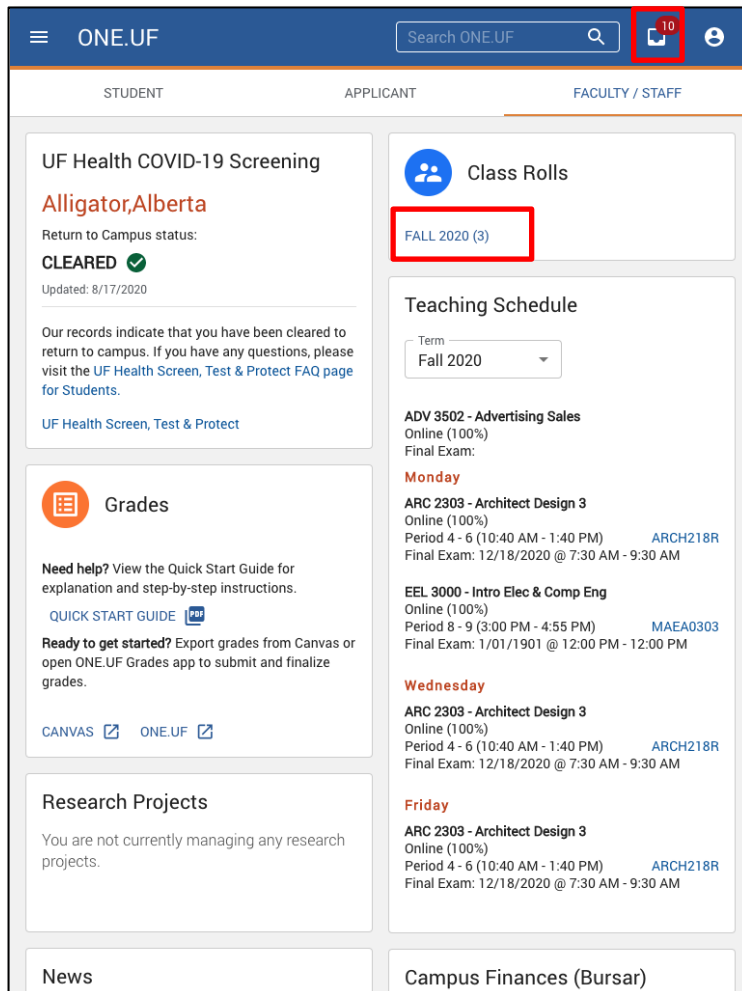 ONE.UF
Search ONE.UF
10
STUDENT
APPLICANT
FACULTY / STAFF
UF Health COVID-19 Screening
Alligator,Alberta
Return to Campus status:
CLEARED
Updated: 8/17/2020
Our records indicate that you have been cleared to
return to campus. If you have any questions, please
visit the UF Health Screen, Test & Protect FAQ page
for Students.
UF Health Screen, Test & Protect
Grades
Need help? View the Quick Start Guide for
explanation and step-by-step instructions.
QUICK START GUIDE PDF
Ready to get started? Export grades from Canvas or
open ONE.UF Grades app to submit and finalize
grades.
CANVAS ONE.UF
Research Projects
You are not currently managing any research
projects.
News
Class Rolls
FALL 2020 (3)
Teaching Schedule
Term
Fall 2020
ADV 3502 - Advertising Sales
Online (100%)
Final Exam:
Monday
ARC 2303 - Architect Design 3
Online (100%)
Period 4 - 6 (10:40 AM - 1:40 PM) ARCH218R
Final Exam: 12/18/2020 @ 7:30 AM - 9:30 AM
EEL 3000 - Intro Elec & Comp Eng
Online (100%)
Period 8 - 9 (3:00 PM - 4:55 PM) MAEA0303
Final Exam: 1/01/1901 @ 12:00 PM - 12:00 PM
Wednesday
ARC 2303 - Architect Design 3
Online (100%)
Period 4 - 6 (10:40 AM - 1:40 PM) ARCH218R
Final Exam: 12/18/2020 @ 7:30 AM - 9:30 AM
Friday
ARC 2303 - Architect Design 3
Online (100%)
Period 4 - 6 (10:40 AM - 1:40 PM) ARCH218R
Final Exam: 12/18/2020 @ 7:30 AM - 9:30 AM
Campus Finances (Bursar)